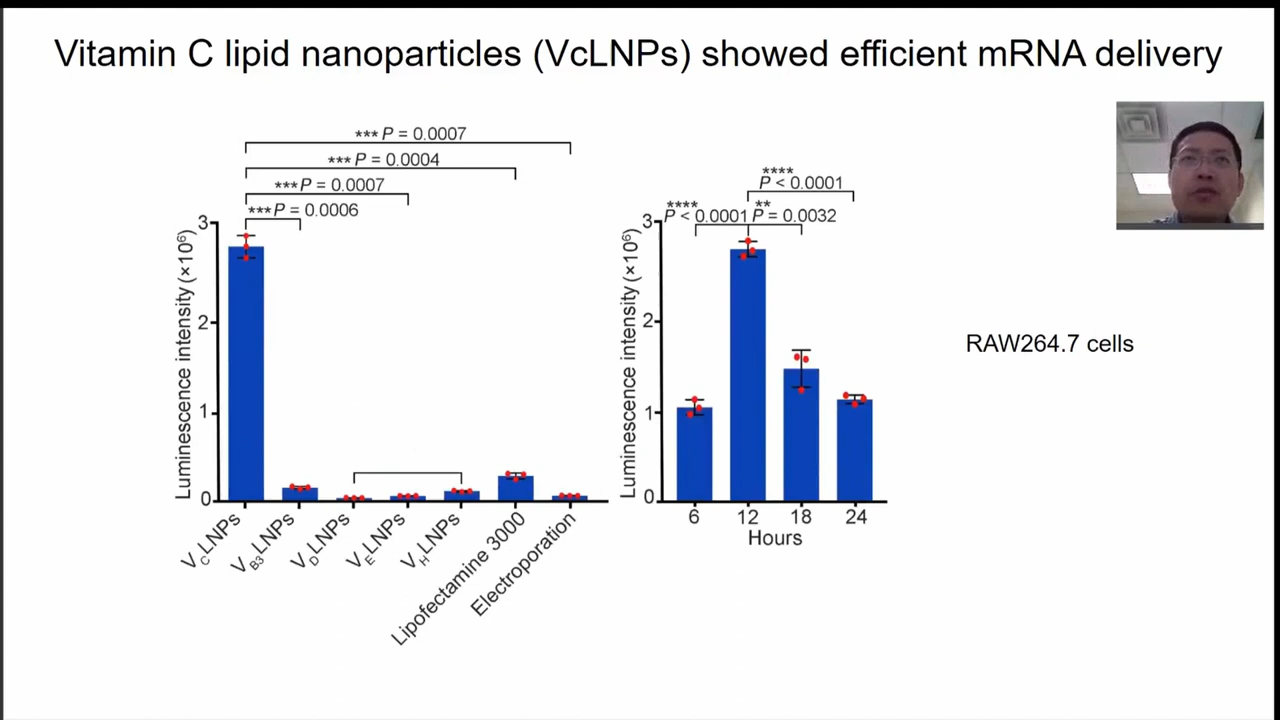 Vitamin C lipid nanoparticles (VcLNPs) showed efficient mRNA delivery
*** P = 0.0007
*** P = 0.0004
*** P = 0.0007
*** P = 0.0006
Luminescence intensity (×10⁶)
3
2
1
0
V_C LNPs
V_B3 LNPs
V_D LNPs
V_E LNPs
V_H LNPs
Lipofectamine 3000
Electroporation
****
P < 0.0001
****
P < 0.0001
**
P = 0.0032
Luminescence intensity (×10⁶)
3
2
1
0
6 12 18 24
Hours
RAW264.7 cells